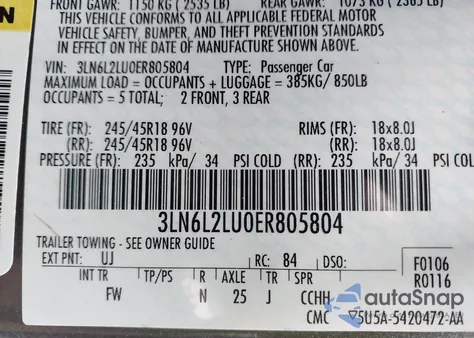 FRONT GAWR: 1150 KG ( 2535 LB) REAR GAWR: 1073 KG ( 2365 LB)
THIS VEHICLE CONFORMS TO ALL APPLICABLE FEDERAL MOTOR
VEHICLE SAFETY, BUMPER, AND THEFT PREVENTION STANDARDS
IN EFFECT ON THE DATE OF MANUFACTURE SHOWN ABOVE.
VIN: 3LN6L2LU0ER805804 TYPE: Passenger Car
MAXIMUM LOAD = OCCUPANTS + LUGGAGE = 385KG/ 850LB
OCCUPANTS = 5 TOTAL; 2 FRONT, 3 REAR
TIRE (FR): 245/45R18 96V RIMS (FR): 18x8.0J
(RR): 245/45R18 96V (RR): 18x8.0J
PRESSURE (FR): 235 kPa/ 34 PSI COLD (RR): 235 kPa/ 34 PSI COLD
3LN6L2LU0ER805804
TRAILER TOWING - SEE OWNER GUIDE
EXT PNT: UJ RC: 84 DSO: F0106
R0116
INT TR TP/PS R AXLE TR SPR
FW N 25 J CCHH
CMC 5U5A-5420472-AA
autoSnap
N